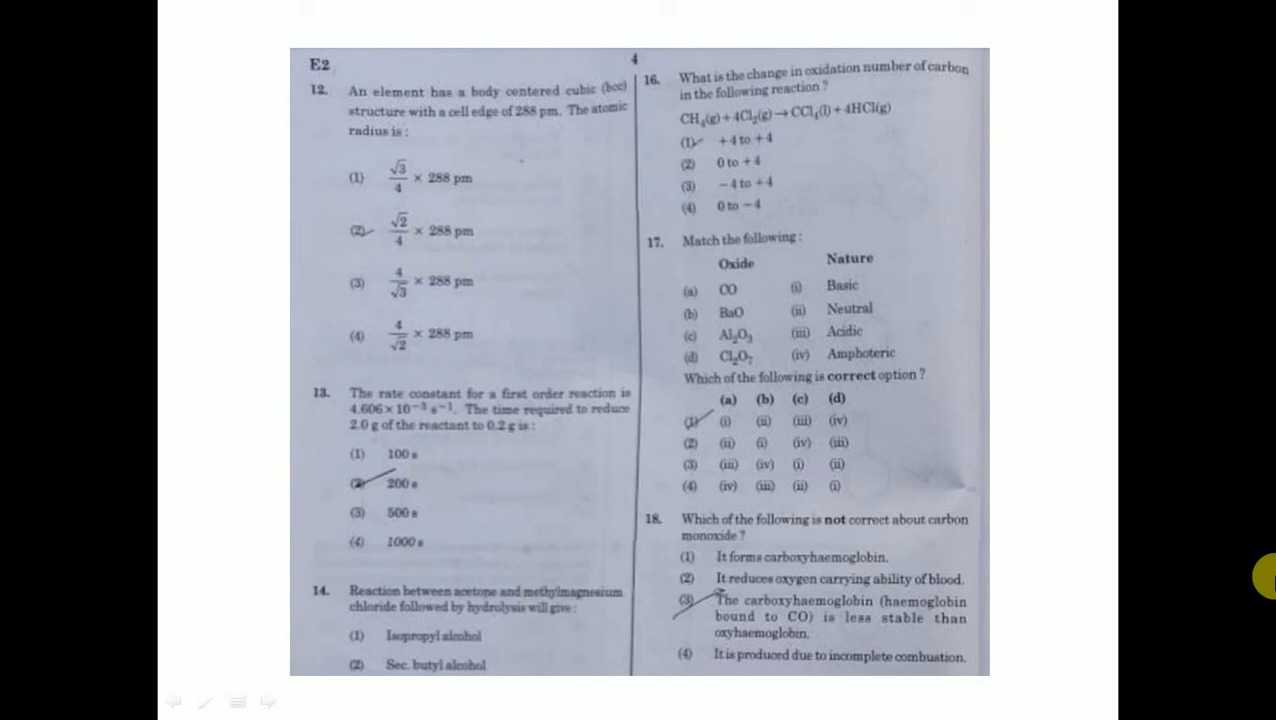 E2
4
12. An element has a body centered cubic (bcc)
structure with a cell edge of 288 pm. The atomic
radius is :
(1) √3/4 × 288 pm
(2) √2/4 × 288 pm
(3) 4/√3 × 288 pm
(4) 4/√2 × 288 pm
13. The rate constant for a first order reaction is
4.606 × 10⁻³ s⁻¹. The time required to reduce
2.0 g of the reactant to 0.2 g is :
(1) 100 s
(2) 200 s
(3) 500 s
(4) 1000 s
14. Reaction between acetone and methylmagnesium
chloride followed by hydrolysis will give :
(1) Isopropyl alcohol
(2) Sec. butyl alcohol
16. What is the change in oxidation number of carbon
in the following reaction ?
CH₄(g) + 4Cl₂(g) → CCl₄(l) + 4HCl(g)
(1) +4 to +4
(2) 0 to +4
(3) −4 to +4
(4) 0 to −4
17. Match the following :
Oxide Nature
(a) CO (i) Basic
(b) BaO (ii) Neutral
(c) Al₂O₃ (iii) Acidic
(d) Cl₂O₇ (iv) Amphoteric
Which of the following is correct option ?
(a) (b) (c) (d)
(1) (i) (ii) (iii) (iv)
(2) (ii) (i) (iv) (iii)
(3) (iii) (iv) (i) (ii)
(4) (iv) (iii) (ii) (i)
18. Which of the following is not correct about carbon
monoxide ?
(1) It forms carboxyhaemoglobin.
(2) It reduces oxygen carrying ability of blood.
(3) The carboxyhaemoglobin (haemoglobin
bound to CO) is less stable than
oxyhaemoglobin.
(4) It is produced due to incomplete combustion.